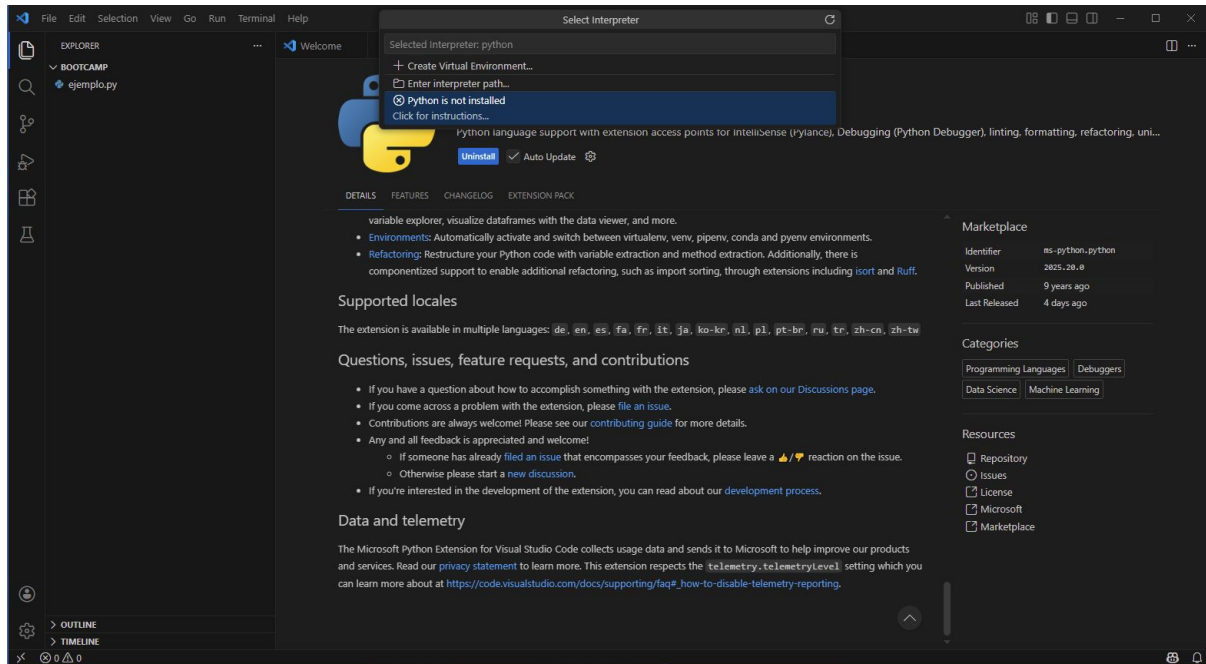 File Edit Selection View Go Run Terminal Help
Select Interpreter
EXPLORER
Welcome
Selected Interpreter: python
BOOTCAMP
Create Virtual Environment...
ejemplo.py
Enter interpreter path...
Python is not installed
Click for instructions...
Python language support with extension access points for IntelliSense (Pylance), Debugging (Python Debugger), linting, formatting, refactoring, uni...
Uninstall Auto Update
DETAILS FEATURES CHANGELOG EXTENSION PACK
variable explorer, visualize dataframes with the data viewer, and more.
Environments: Automatically activate and switch between virtualenv, venv, pipenv, conda and pyenv environments.
Refactoring: Restructure your Python code with variable extraction and method extraction. Additionally, there is
componentized support to enable additional refactoring, such as import sorting, through extensions including isort and Ruff.
Supported locales
The extension is available in multiple languages: de, en, es, fa, fr, it, ja, ko-kr, nl, pl, pt-br, ru, tr, zh-cn, zh-tw
Questions, issues, feature requests, and contributions
If you have a question about how to accomplish something with the extension, please ask on our Discussions page.
If you come across a problem with the extension, please file an issue.
Contributions are always welcome! Please see our contributing guide for more details.
Any and all feedback is appreciated and welcome!
If someone has already filed an issue that encompasses your feedback, please leave a 👍/👎 reaction on the issue.
Otherwise please start a new discussion.
If you're interested in the development of the extension, you can read about our development process.
Data and telemetry
The Microsoft Python Extension for Visual Studio Code collects usage data and sends it to Microsoft to help improve our products
and services. Read our privacy statement to learn more. This extension respects the telemetry.telemetryLevel setting which you
can learn more about at https://code.visualstudio.com/docs/supporting/faq#_how-to-disable-telemetry-reporting.
Marketplace
Identifier ms-python.python
Version 2025.20.0
Published 9 years ago
Last Released 4 days ago
Categories
Programming Languages Debuggers
Data Science Machine Learning
Resources
Repository
Issues
License
Microsoft
Marketplace
OUTLINE
TIMELINE
0 0